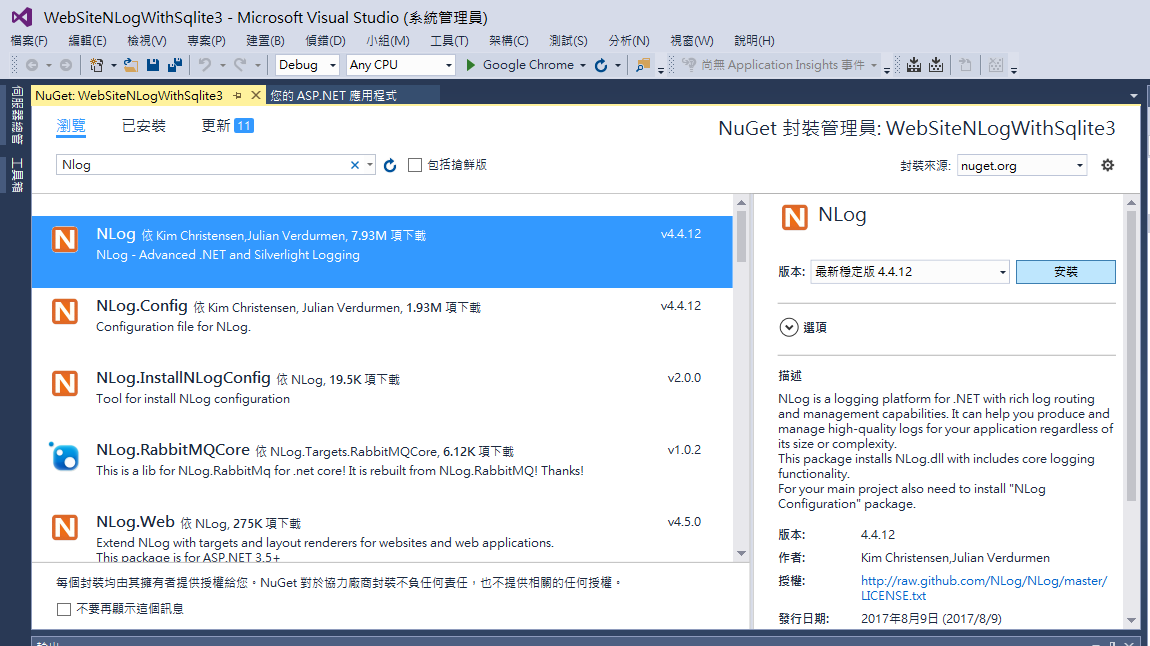 WebSiteNLogWithSqlite3 - Microsoft Visual Studio (系統管理員)
檔案(F) 編輯(E) 檢視(V) 專案(P) 建置(B) 偵錯(D) 小組(M) 工具(T) 架構(C) 測試(S) 分析(N) 視窗(W) 說明(H)
Debug Any CPU Google Chrome 尚無 Application Insights 事件
伺服器總管
工具箱
NuGet: WebSiteNLogWithSqlite3 您的 ASP.NET 應用程式
瀏覽 已安裝 更新 11
NuGet 封裝管理員: WebSiteNLogWithSqlite3
Nlog 包括搶鮮版
封裝來源: nuget.org
NLog 依 Kim Christensen,Julian Verdurmen, 7.93M 項下載 v4.4.12
NLog - Advanced .NET and Silverlight Logging
NLog.Config 依 Kim Christensen, Julian Verdurmen, 1.93M 項下載 v4.4.12
Configuration file for NLog.
NLog.InstallNLogConfig 依 NLog, 19.5K 項下載 v2.0.0
Tool for install NLog configuration
NLog.RabbitMQCore 依 NLog.Targets.RabbitMQCore, 6.12K 項下載 v1.0.2
This is a lib for NLog.RabbitMq for .net core! It is rebuilt from NLog.RabbitMQ! Thanks!
NLog.Web 依 NLog, 275K 項下載 v4.5.0
Extend NLog with targets and layout renderers for websites and web applications.
This package is for ASP.NET 3.5+
每個封裝均由其擁有者提供授權給您。NuGet 對於協力廠商封裝不負任何責任，也不提供相關的任何授權。
不要再顯示這個訊息
NLog
版本: 最新穩定版 4.4.12 安裝
選項
描述
NLog is a logging platform for .NET with rich log routing
and management capabilities. It can help you produce and
manage high-quality logs for your application regardless of
its size or complexity.
This package installs NLog.dll with includes core logging
functionality.
For your main project also need to install "NLog
Configuration" package.
版本: 4.4.12
作者: Kim Christensen,Julian Verdurmen
授權: http://raw.github.com/NLog/NLog/master/
LICENSE.txt
發行日期: 2017年8月9日 (2017/8/9)